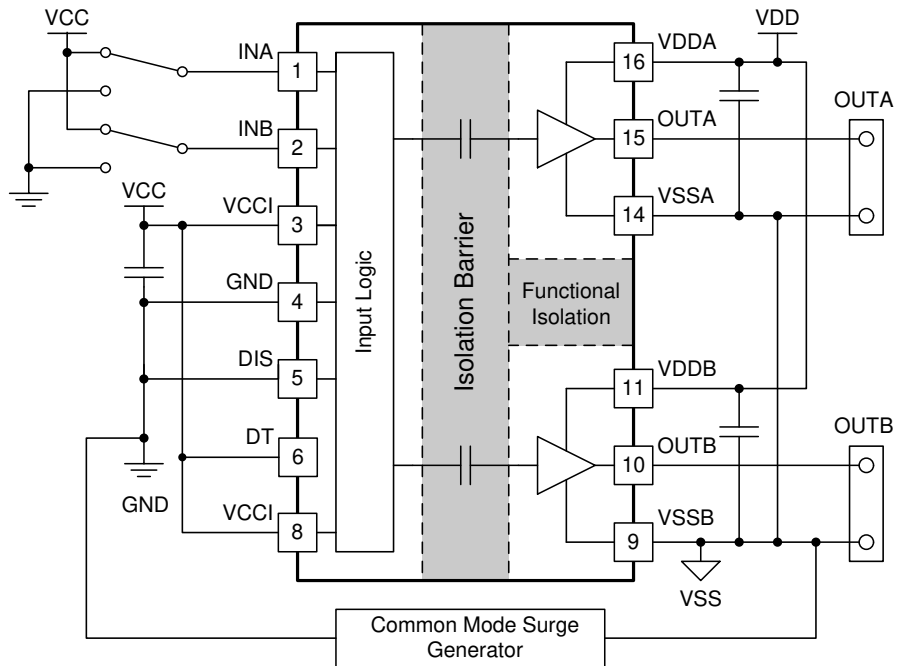 VCC
INA
1
INB
2
VCC
VCCI
3
GND
4
DIS
5
DT
6
GND
VCCI
8
Input Logic
Isolation Barrier
Functional
Isolation
VDDA
16
VDD
OUTA
15
OUTA
VSSA
14
VDDB
11
OUTB
10
OUTB
VSSB
9
VSS
Common Mode Surge
Generator